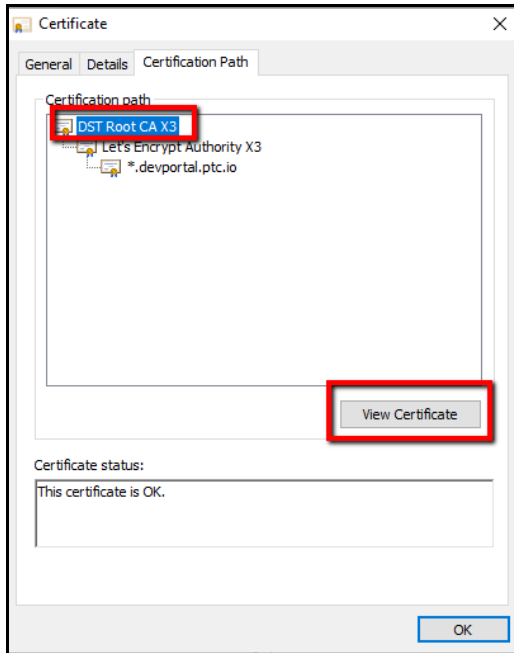 Certificate
General Details Certification Path
Certification path
DST Root CA X3
Let's Encrypt Authority X3
*.devportal.ptc.io
View Certificate
Certificate status:
This certificate is OK.
OK